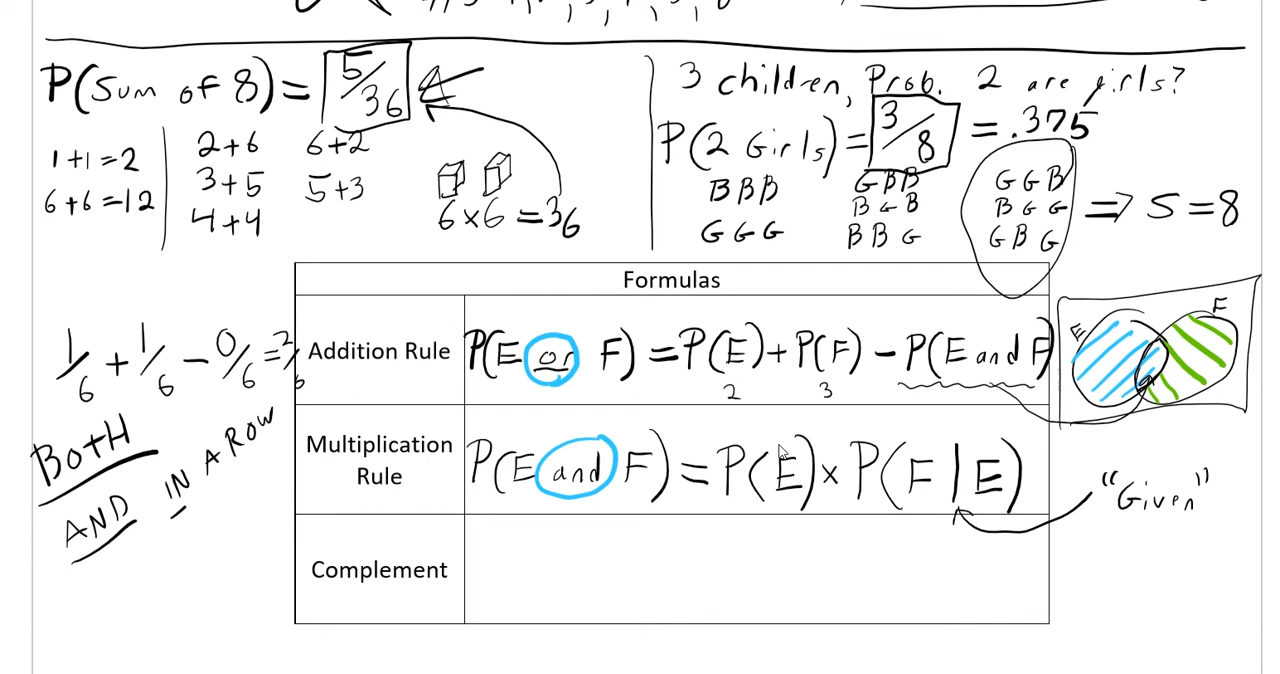 P(Sum of 8) = 5/36
1+1=2
6+6=12
2+6 6+2
3+5 5+3
4+4
6×6=36
3 children, Prob. 2 are girls?
P(2 Girls) = 3/8 = .375
BBB GBB GGB
BGB BGG
GGG BBG GBG
⇒ S=8
Formulas
1/6 + 1/6 - 0/6 = 2/6
Addition Rule P(E or F) = P(E) + P(F) - P(E and F)
2 3
E F
BOTH
AND IN A ROW
Multiplication Rule P(E and F) = P(E) × P(F | E)
"Given"
Complement